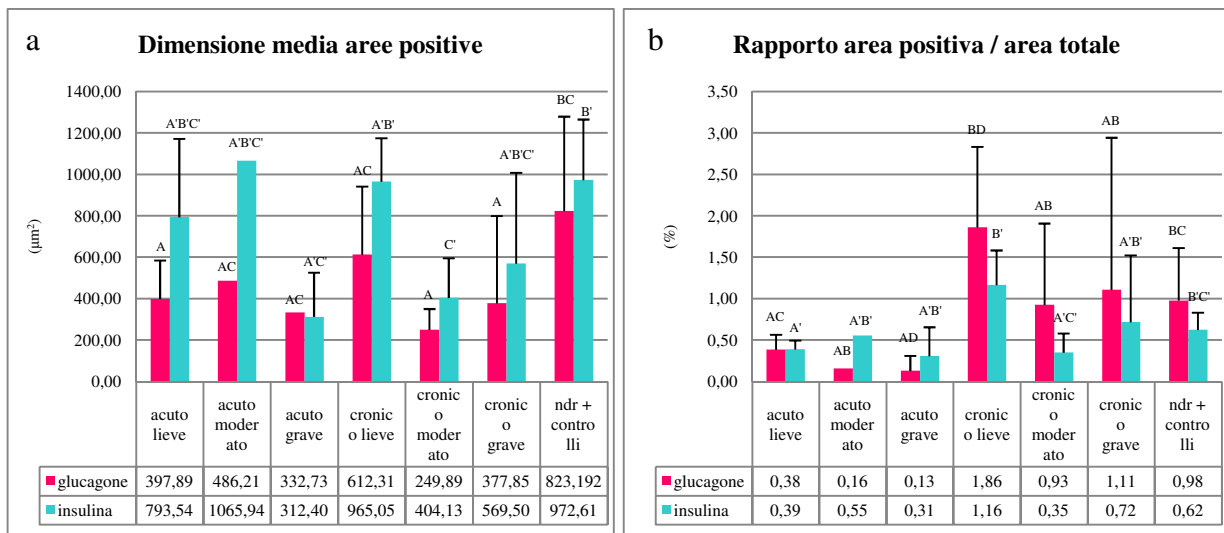 a
Dimensione media aree positive
(µm²)
1400,00
1200,00
1000,00
800,00
600,00
400,00
200,00
0,00
A A'B'C' AC A'B'C' AC A'C' AC A'B' A C' A A'B'C' BC B'
acuto lieve
acuto moder ato
acuto grave
cronic o lieve
cronic o moder ato
cronic o grave
ndr + contro lli
glucagone 397,89 486,21 332,73 612,31 249,89 377,85 823,192
insulina 793,54 1065,94 312,40 965,05 404,13 569,50 972,61
b
Rapporto area positiva / area totale
(%)
3,50
3,00
2,50
2,00
1,50
1,00
0,50
0,00
AC A' AB A'B' AD A'B' BD B' AB A'C' AB A'B' BC B'C'
acuto lieve
acuto moder ato
acuto grave
cronic o lieve
cronic o moder ato
cronic o grave
ndr + contro lli
glucagone 0,38 0,16 0,13 1,86 0,93 1,11 0,98
insulina 0,39 0,55 0,31 1,16 0,35 0,72 0,62